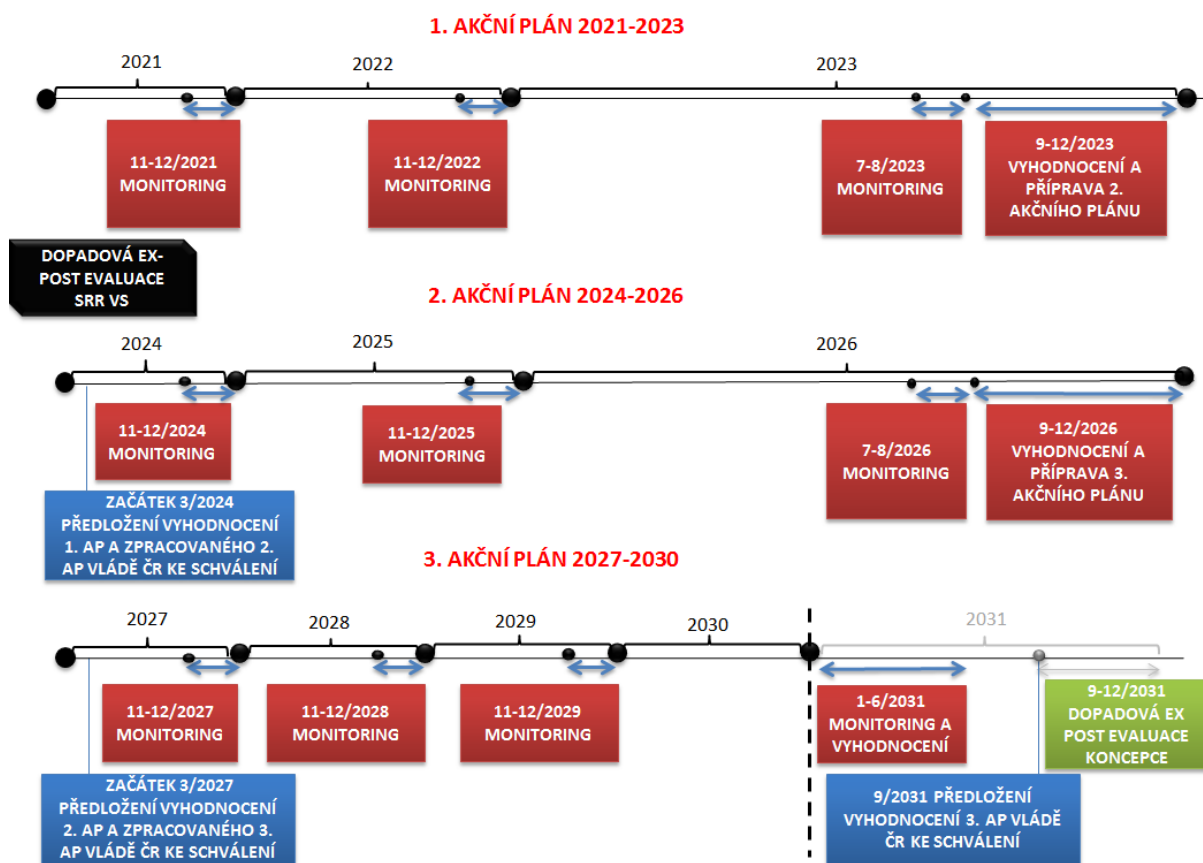 1. AKČNÍ PLÁN 2021-2023
2021
2022
2023
11-12/2021
MONITORING
11-12/2022
MONITORING
7-8/2023
MONITORING
9-12/2023
VYHODNOCENÍ A
PŘÍPRAVA 2.
AKČNÍHO PLÁNU
DOPADOVÁ EX-
POST EVALUACE
SRR VS
2. AKČNÍ PLÁN 2024-2026
2024
2025
2026
11-12/2024
MONITORING
11-12/2025
MONITORING
7-8/2026
MONITORING
9-12/2026
VYHODNOCENÍ A
PŘÍPRAVA 3.
AKČNÍHO PLÁNU
ZAČÁTEK 3/2024
PŘEDLOŽENÍ VYHODNOCENÍ
1. AP A ZPRACOVANÉHO 2.
AP VLÁDĚ ČR KE SCHVÁLENÍ
3. AKČNÍ PLÁN 2027-2030
2027
2028
2029
2030
2031
11-12/2027
MONITORING
11-12/2028
MONITORING
11-12/2029
MONITORING
1-6/2031
MONITORING A
VYHODNOCENÍ
9-12/2031
DOPADOVÁ EX
POST EVALUACE
KONCEPCE
ZAČÁTEK 3/2027
PŘEDLOŽENÍ VYHODNOCENÍ
2. AP A ZPRACOVANÉHO 3.
AP VLÁDĚ ČR KE SCHVÁLENÍ
9/2031 PŘEDLOŽENÍ
VYHODNOCENÍ 3. AP VLÁDĚ
ČR KE SCHVÁLENÍ